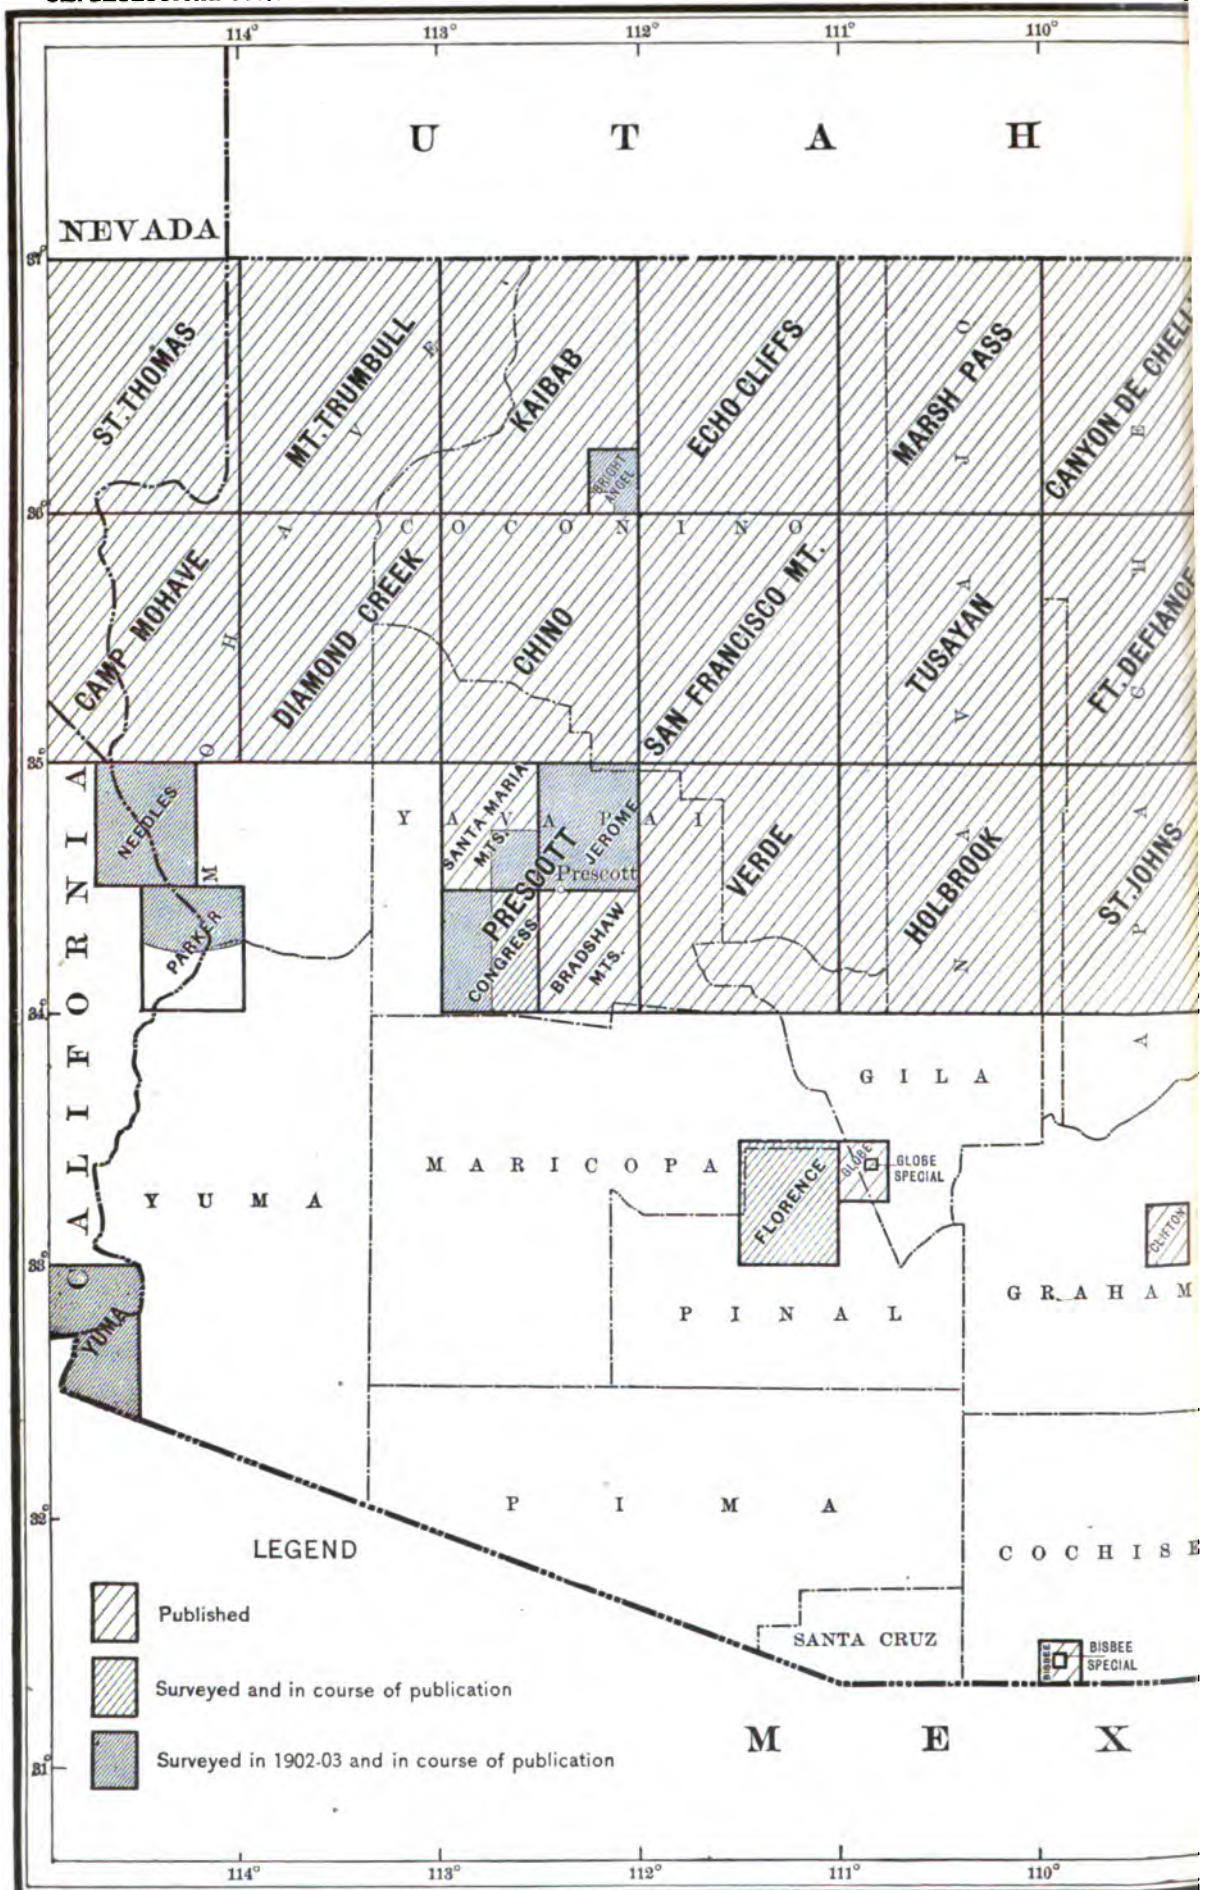 114° 113° 112° 111° 110°
U T A H
NEVADA
37°
ST. THOMAS
MT. TRUMBULL
KAIBAB
ECHO CLIFFS
MARSH PASS
CANYON DE CHELL
BRIGHT ANGEL
36°
C O C O N I N O
CAMP MOHAVE
DIAMOND CREEK
CHINO
SAN FRANCISCO MT.
TUSAYAN
FT. DEFIANCE
M O H A V E
N A V A J O
A P A C H E
35°
NEEDLES
SANTA MARIA MTS.
JEROME
Y A V A P A I
PRESCOTT
Prescott
VERDE
HOLBROOK
ST. JOHNS
PARKER
CONGRESS
BRADSHAW MTS.
34°
CALIFORNIA
G I L A
M A R I C O P A
GLOBE
GLOBE SPECIAL
FLORENCE
Y U M A
CLIFTON
33°
YUMA
P I N A L
G R A H A M
32°
P I M A
C O C H I S E
SANTA CRUZ
BISBEE
BISBEE SPECIAL
M E X
LEGEND
Published
Surveyed and in course of publication
Surveyed in 1902-03 and in course of publication
31°
114° 113° 112° 111° 110°